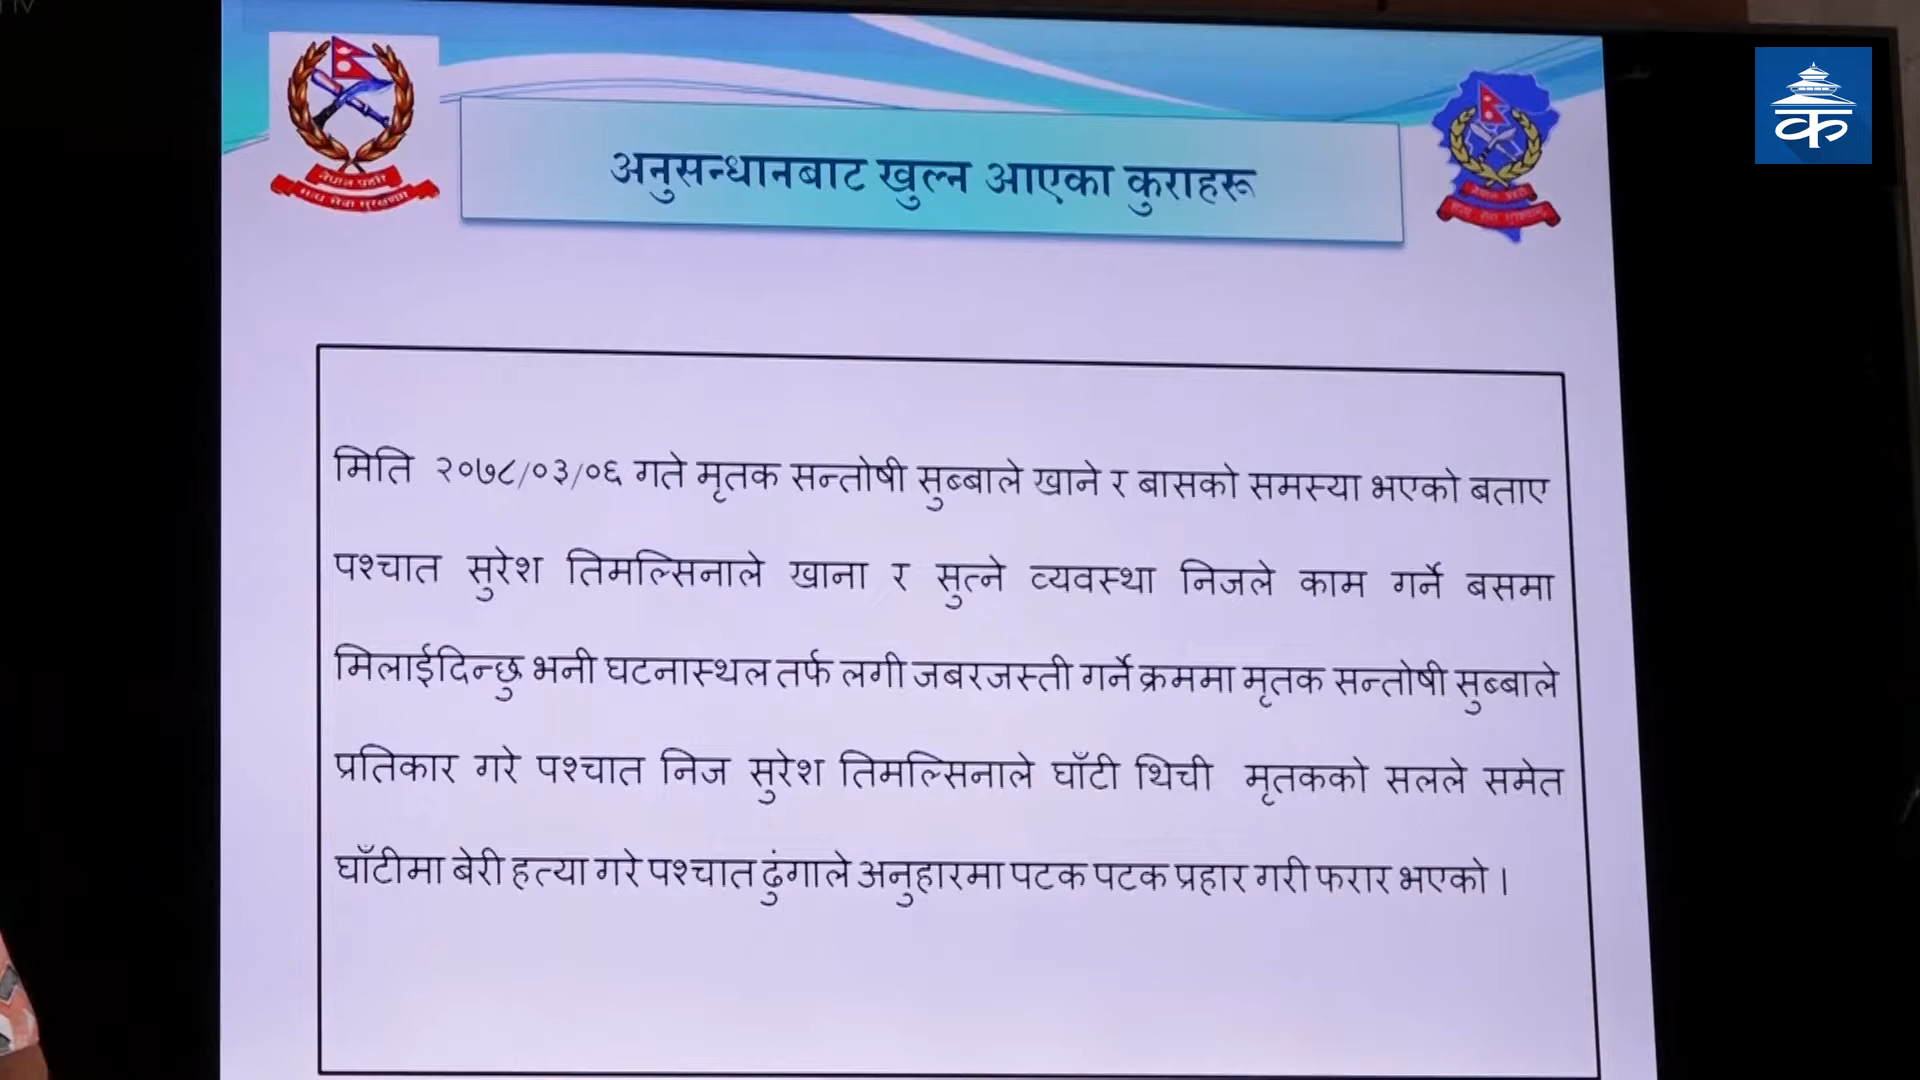 अनुसन्धानबाट खुल्न आएका कुराहरू
मिति २०७८/०३/०६ गते मृतक सन्तोषी सुब्बाले खाने र बासको समस्या भएको बताए
पश्चात सुरेश तिमल्सिनाले खाना र सुत्ने व्यवस्था निजले काम गर्ने बसमा
मिलाईदिन्छु भनी घटनास्थल तर्फ लगी जबरजस्ती गर्ने क्रममा मृतक सन्तोषी सुब्बाले
प्रतिकार गरे पश्चात निज सुरेश तिमल्सिनाले घाँटी थिची मृतकको सलले समेत
घाँटीमा बेरी हत्या गरे पश्चात ढुंगाले अनुहारमा पटक पटक प्रहार गरी फरार भएको ।
क